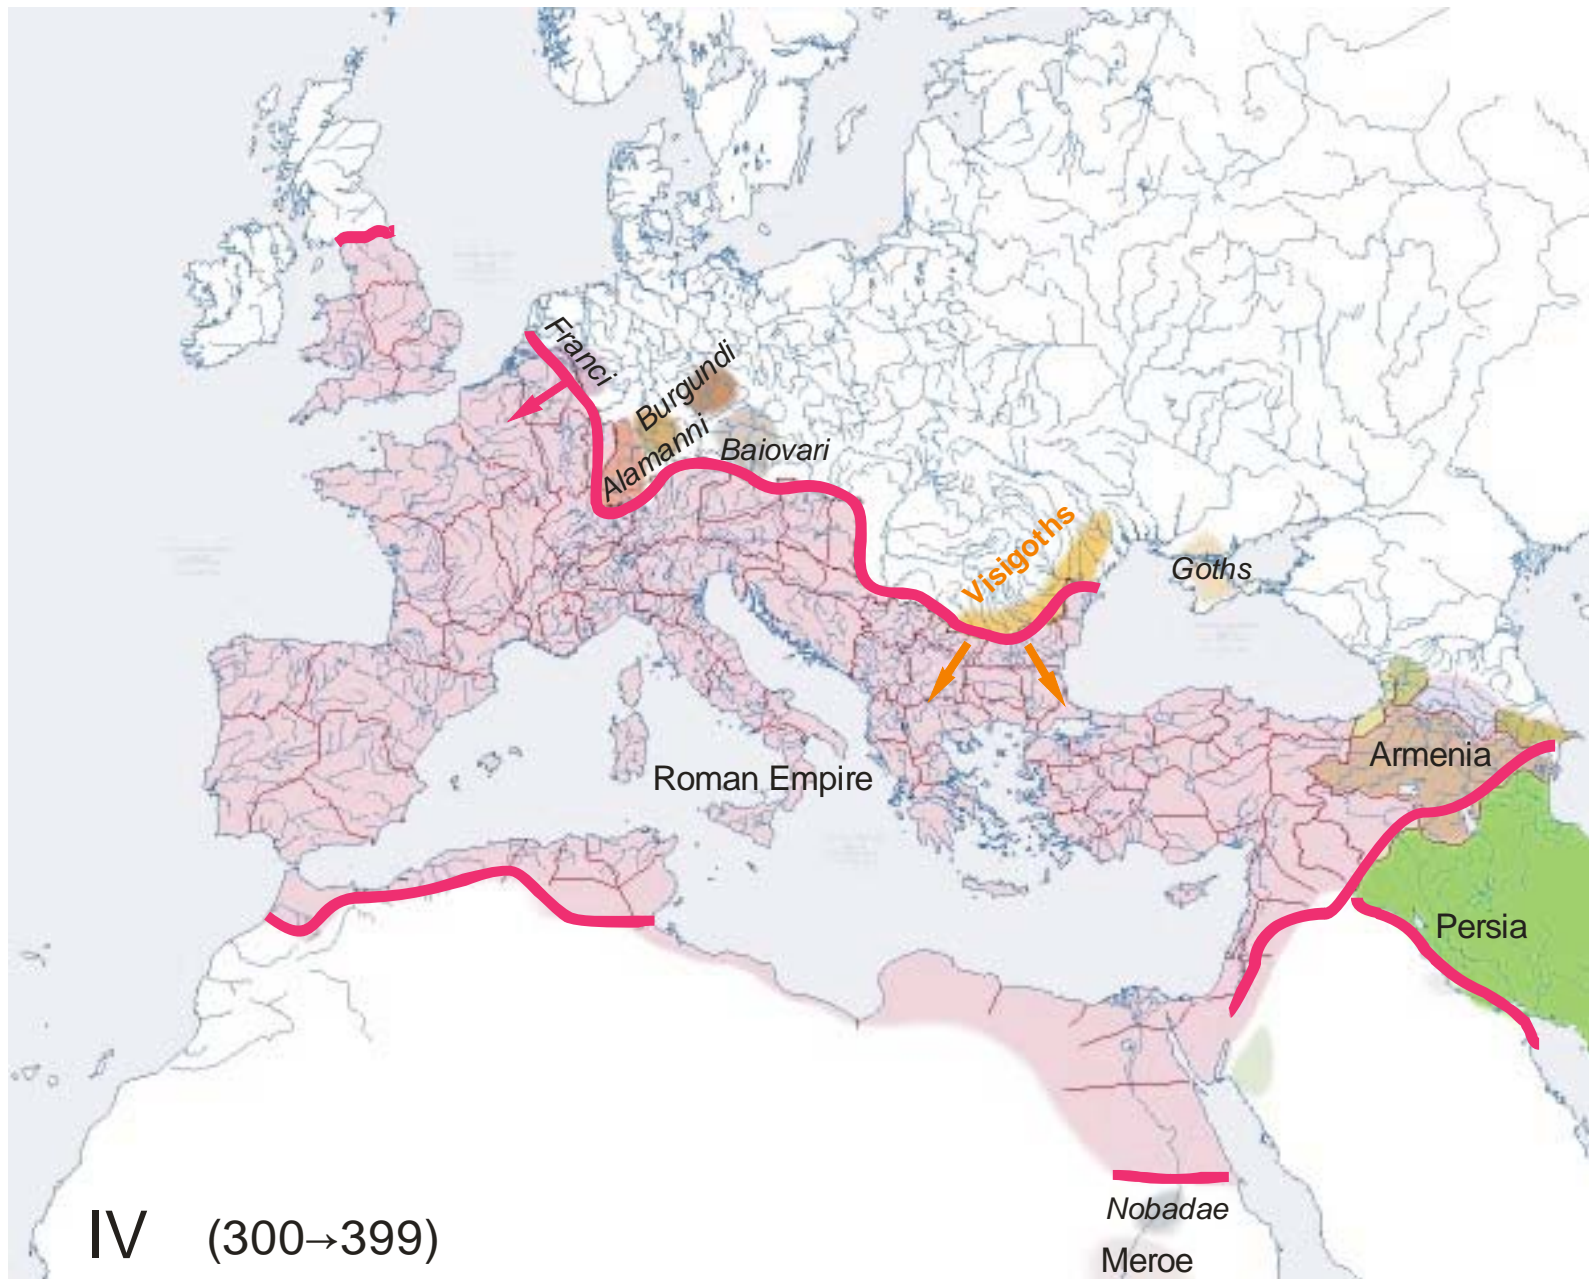 Franci
Burgundi
Alamanni
Baiovari
Visigoths
Goths
Armenia
Roman Empire
Persia
Nobadae
Meroe
IV (300→399)